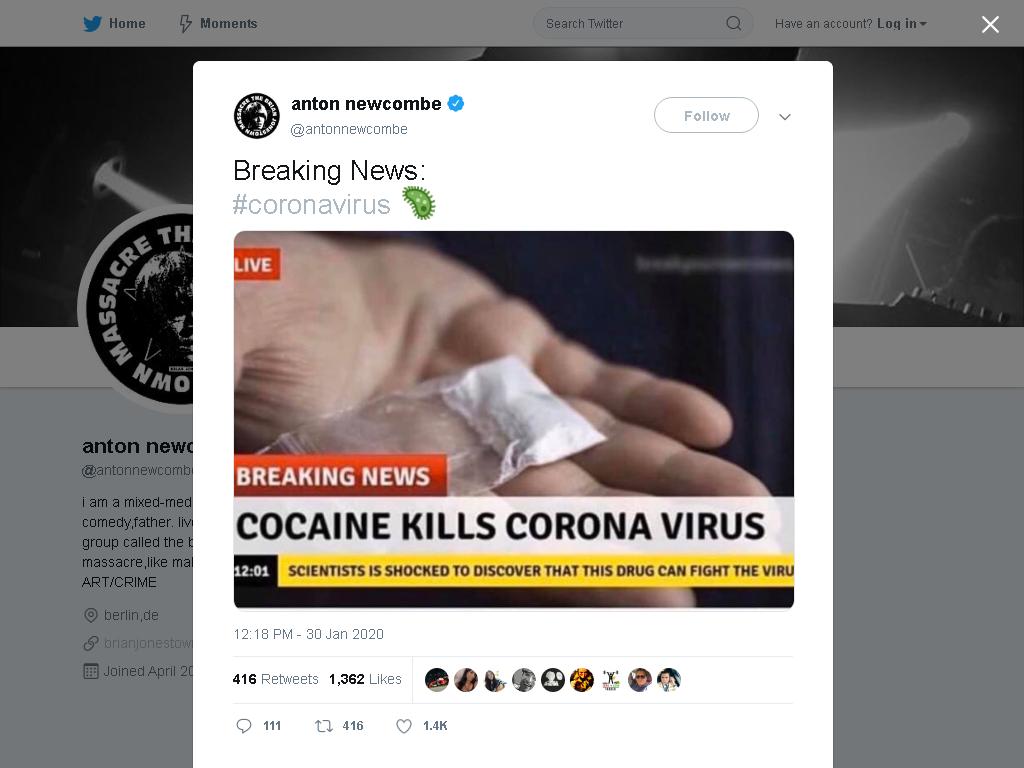 Home
Moments
Search Twitter
Have an account? Log in
anton newcombe
@antonnewcombe
Follow
Breaking News:
#coronavirus
LIVE
BREAKING NEWS
COCAINE KILLS CORONA VIRUS
12:01
SCIENTISTS IS SHOCKED TO DISCOVER THAT THIS DRUG CAN FIGHT THE VIRU
12:18 PM - 30 Jan 2020
416 Retweets 1,362 Likes
111
416
1.4K
MASSACRE TH
OWN
anton newc
@antonnewcomb
i am a mixed-med
comedy,father. liv
group called the b
massacre,like ma
ART/CRIME
berlin,de
brianjonestow
Joined April 20